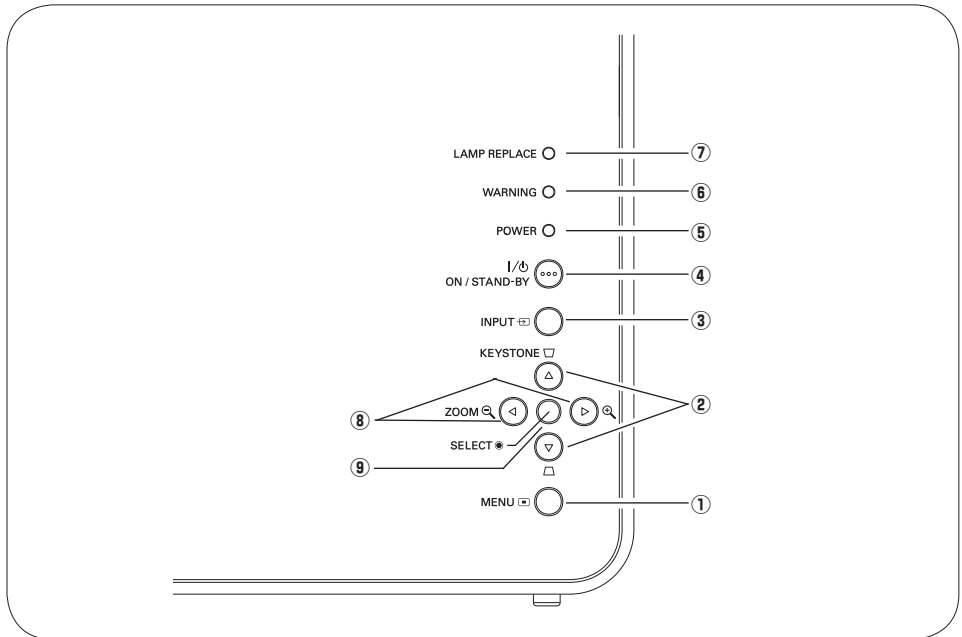 LAMP REPLACE ⑦
WARNING ⑥
POWER ⑤
I/⏻
ON / STAND-BY ④
INPUT ③
KEYSTONE
②
ZOOM
⑧
SELECT
⑨
MENU ①